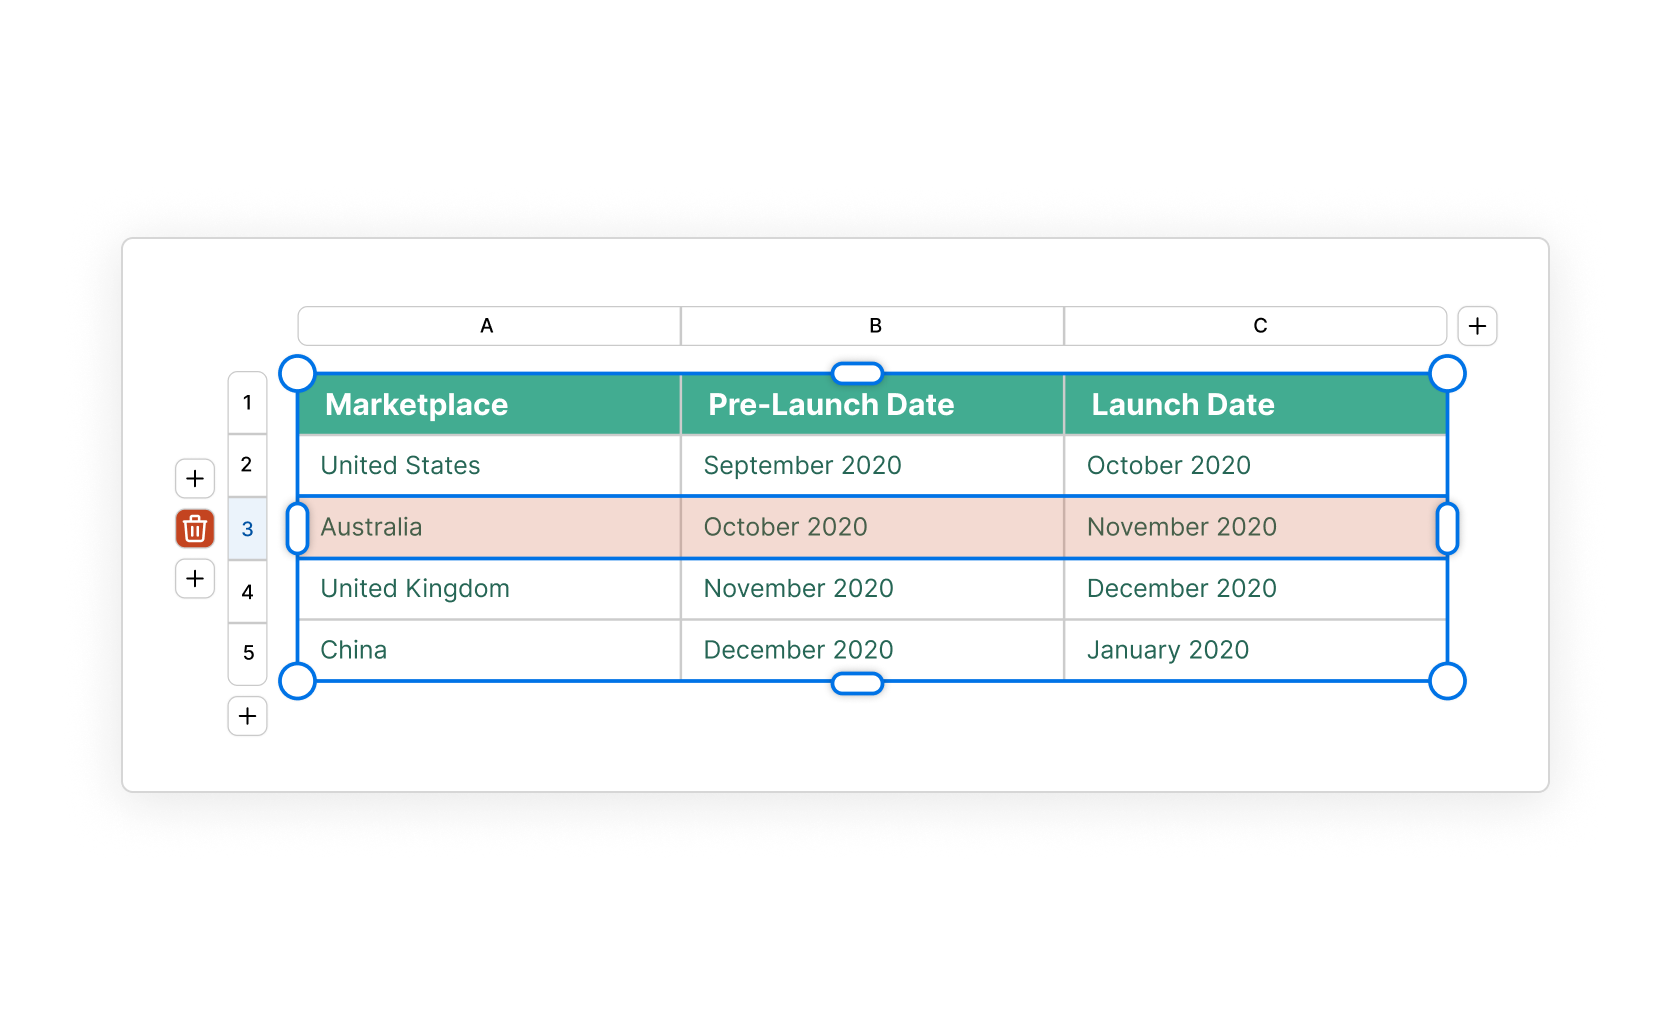 A B C
1 Marketplace Pre-Launch Date Launch Date
2 United States September 2020 October 2020
3 Australia October 2020 November 2020
4 United Kingdom November 2020 December 2020
5 China December 2020 January 2020